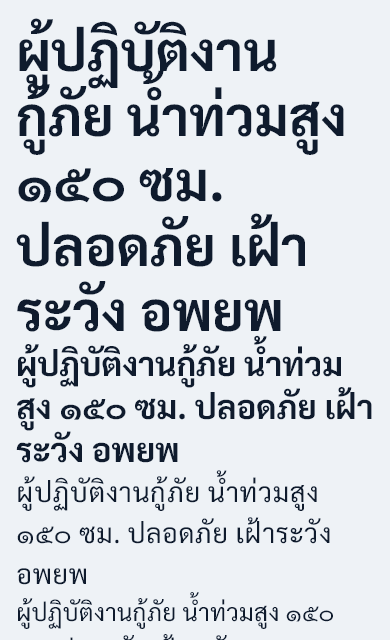 ผู้ปฏิบัติงาน
กู้ภัย น้ำท่วมสูง
๑๕๐ ซม.
ปลอดภัย เฝ้า
ระวัง อพยพ
ผู้ปฏิบัติงานกู้ภัย น้ำท่วม
สูง ๑๕๐ ซม. ปลอดภัย เฝ้า
ระวัง อพยพ
ผู้ปฏิบัติงานกู้ภัย น้ำท่วมสูง
๑๕๐ ซม. ปลอดภัย เฝ้าระวัง
อพยพ
ผู้ปฏิบัติงานกู้ภัย น้ำท่วมสูง ๑๕๐